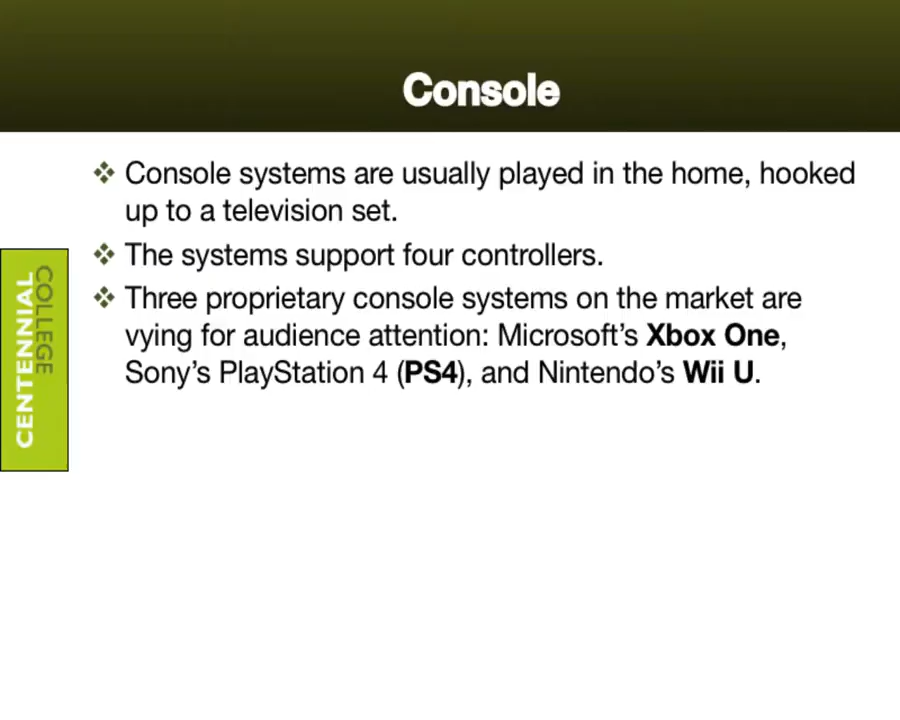 Console
❖ Console systems are usually played in the home, hooked
up to a television set.
❖ The systems support four controllers.
❖ Three proprietary console systems on the market are
vying for audience attention: Microsoft’s Xbox One,
Sony’s PlayStation 4 (PS4), and Nintendo’s Wii U.
CENTENNIAL
COLLEGE